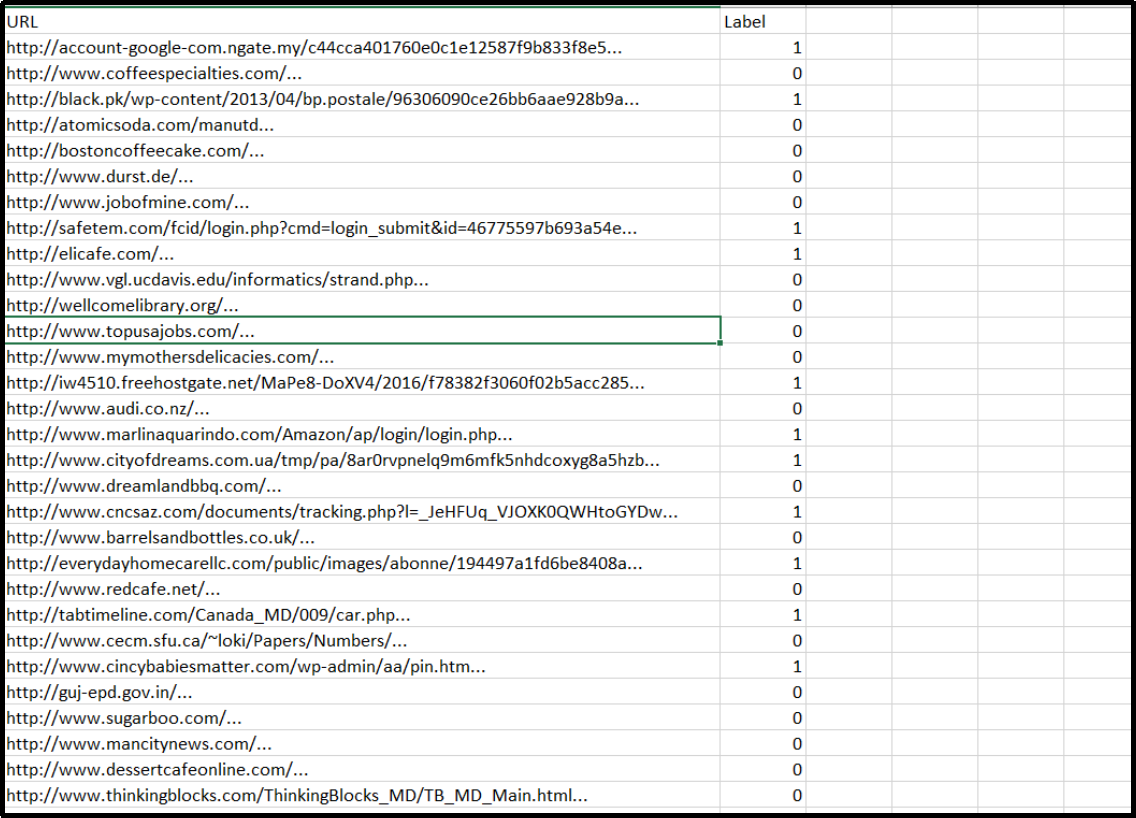 URL Label
http://account-google-com.ngate.my/c44cca401760e0c1e12587f9b833f8e5... 1
http://www.coffeespecialties.com/... 0
http://black.pk/wp-content/2013/04/bp.postale/96306090ce26bb6aae928b9a... 1
http://atomicsoda.com/manutd... 0
http://bostoncoffeecake.com/... 0
http://www.durst.de/... 0
http://www.jobofmine.com/... 0
http://safetem.com/fcid/login.php?cmd=login_submit&id=46775597b693a54e... 1
http://elicafe.com/... 1
http://www.vgl.ucdavis.edu/informatics/strand.php... 0
http://wellcomelibrary.org/... 0
http://www.topusajobs.com/... 0
http://www.mymothersdelicacies.com/... 0
http://iw4510.freehostgate.net/MaPe8-DoXV4/2016/f78382f3060f02b5acc285... 1
http://www.audi.co.nz/... 0
http://www.marlinaquarindo.com/Amazon/ap/login/login.php... 1
http://www.cityofdreams.com.ua/tmp/pa/8ar0rvpnelq9m6mfk5nhdcoxyg8a5hzb... 1
http://www.dreamlandbbq.com/... 0
http://www.cncsaz.com/documents/tracking.php?l=_JeHFUq_VJOXK0QWHtoGYDw... 1
http://www.barrelsandbottles.co.uk/... 0
http://everydayhomecarellc.com/public/images/abonne/194497a1fd6be8408a... 1
http://www.redcafe.net/... 0
http://tabtimeline.com/Canada_MD/009/car.php... 1
http://www.cecm.sfu.ca/~loki/Papers/Numbers/... 0
http://www.cincybabiesmatter.com/wp-admin/aa/pin.htm... 1
http://guj-epd.gov.in/... 0
http://www.sugarboo.com/... 0
http://www.mancitynews.com/... 0
http://www.dessertcafeonline.com/... 0
http://www.thinkingblocks.com/ThinkingBlocks_MD/TB_MD_Main.html... 0